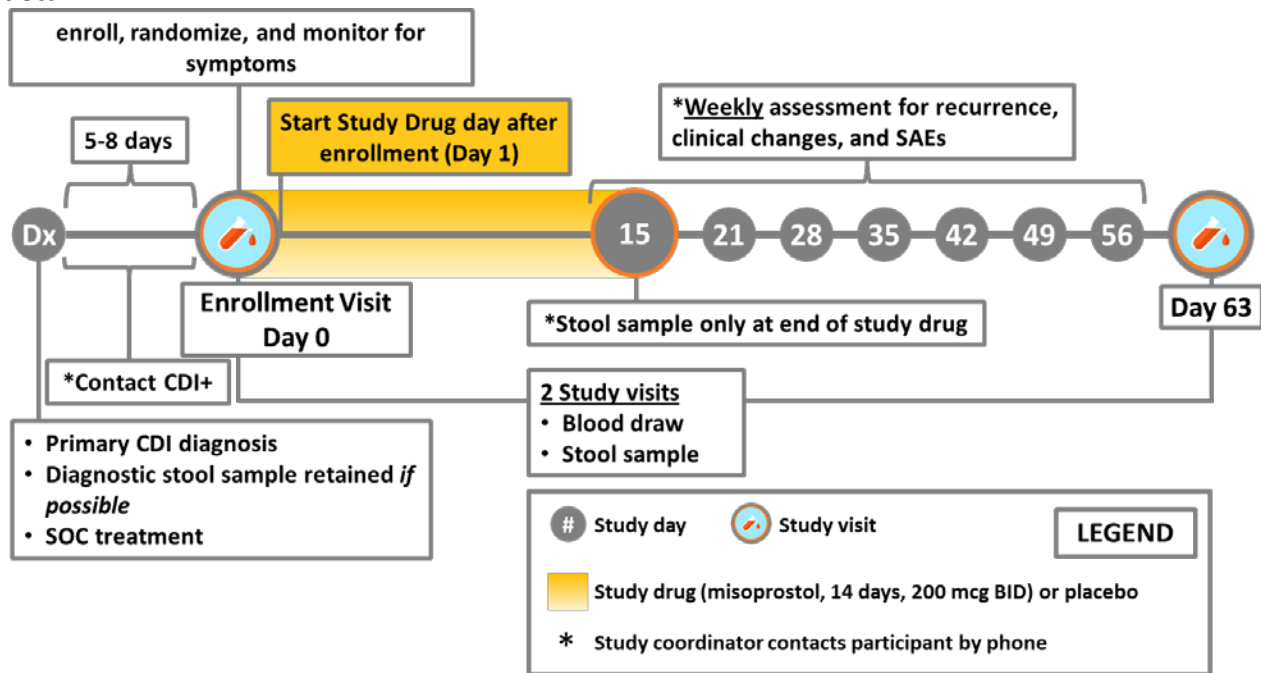 enroll, randomize, and monitor for
symptoms
5-8 days
Start Study Drug day after
enrollment (Day 1)
*Weekly assessment for recurrence,
clinical changes, and SAEs
Dx
15
21
28
35
42
49
56
Enrollment Visit
Day 0
*Stool sample only at end of study drug
Day 63
*Contact CDI+
2 Study visits
• Blood draw
• Stool sample
• Primary CDI diagnosis
• Diagnostic stool sample retained if
possible
• SOC treatment
# Study day
Study visit
LEGEND
Study drug (misoprostol, 14 days, 200 mcg BID) or placebo
* Study coordinator contacts participant by phone